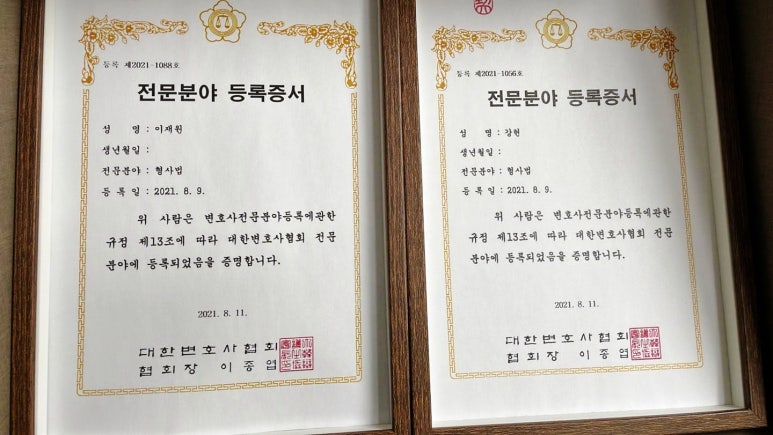 등록 제2021-1088호
전문분야 등록증서
성 명 : 이재원
생년월일 :
전문분야 : 형사법
등 록 일 : 2021. 8. 9.
위 사람은 변호사전문분야등록에관한
규정 제13조에 따라 대한변호사협회 전문
분야에 등록되었음을 증명합니다.
2021. 8. 11.
대한변호사협회
협회장 이종엽
등록 제2021-1056호
전문분야 등록증서
성 명 : 강현
생년월일 :
전문분야 : 형사법
등 록 일 : 2021. 8. 9.
위 사람은 변호사전문분야등록에관한
규정 제13조에 따라 대한변호사협회 전문
분야에 등록되었음을 증명합니다.
2021. 8. 11.
대한변호사협회
협회장 이종엽